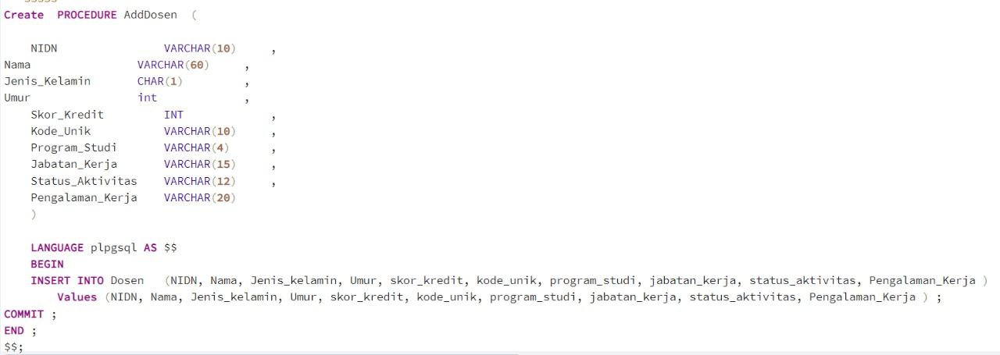 Create PROCEDURE AddDosen (
NIDN VARCHAR(10) ,
Nama VARCHAR(60) ,
Jenis_Kelamin CHAR(1) ,
Umur int ,
Skor_Kredit INT ,
Kode_Unik VARCHAR(10) ,
Program_Studi VARCHAR(4) ,
Jabatan_Kerja VARCHAR(15) ,
Status_Aktivitas VARCHAR(12) ,
Pengalaman_Kerja VARCHAR(20)
)
LANGUAGE plpgsql AS $$
BEGIN
INSERT INTO Dosen (NIDN, Nama, Jenis_kelamin, Umur, skor_kredit, kode_unik, program_studi, jabatan_kerja, status_aktivitas, Pengalaman_Kerja )
Values (NIDN, Nama, Jenis_kelamin, Umur, skor_kredit, kode_unik, program_studi, jabatan_kerja, status_aktivitas, Pengalaman_Kerja ) ;
COMMIT ;
END ;
$$;